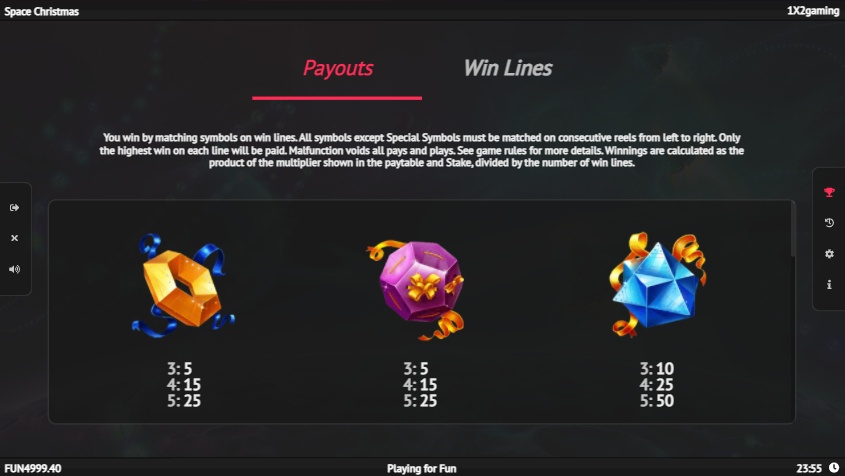 Space Christmas
1X2gaming
Payouts
Win Lines
You win by matching symbols on win lines. All symbols except Special Symbols must be matched on consecutive reels from left to right. Only
the highest win on each line will be paid. Malfunction voids all pays and plays. See game rules for more details. Winnings are calculated as the
product of the multiplier shown in the paytable and Stake, divided by the number of win lines.
3: 5
4: 15
5: 25
3: 5
4: 15
5: 25
3: 10
4: 25
5: 50
FUN4999.40
Playing for Fun
23:55